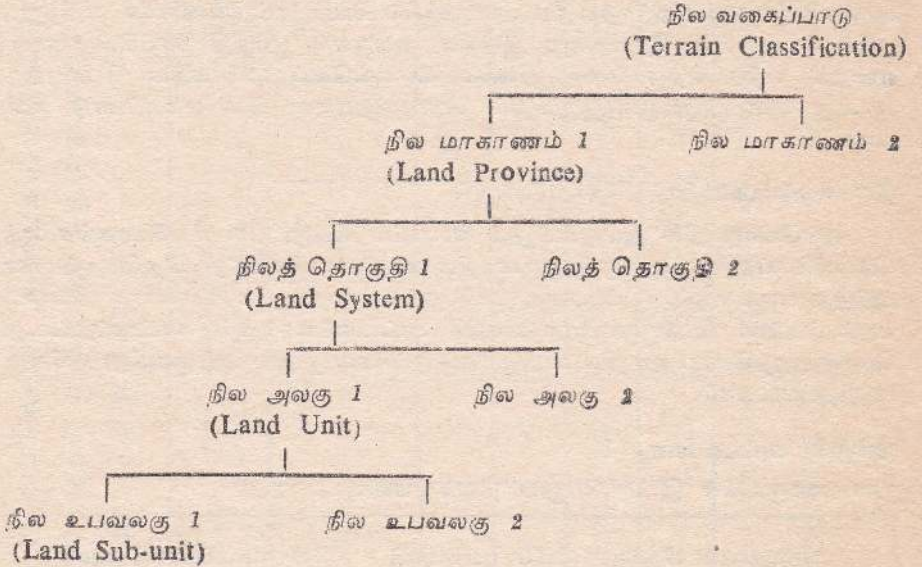 நில வகைப்பாடு
(Terrain Classification)
நில மாகாணம் 1 நில மாகாணம் 2
(Land Province)
நிலத் தொகுதி 1 நிலத் தொகுதி 2
(Land System)
நில அலகு 1 நில அலகு 2
(Land Unit)
நில உபவலகு 1 நில உபவலகு 2
(Land Sub-unit)